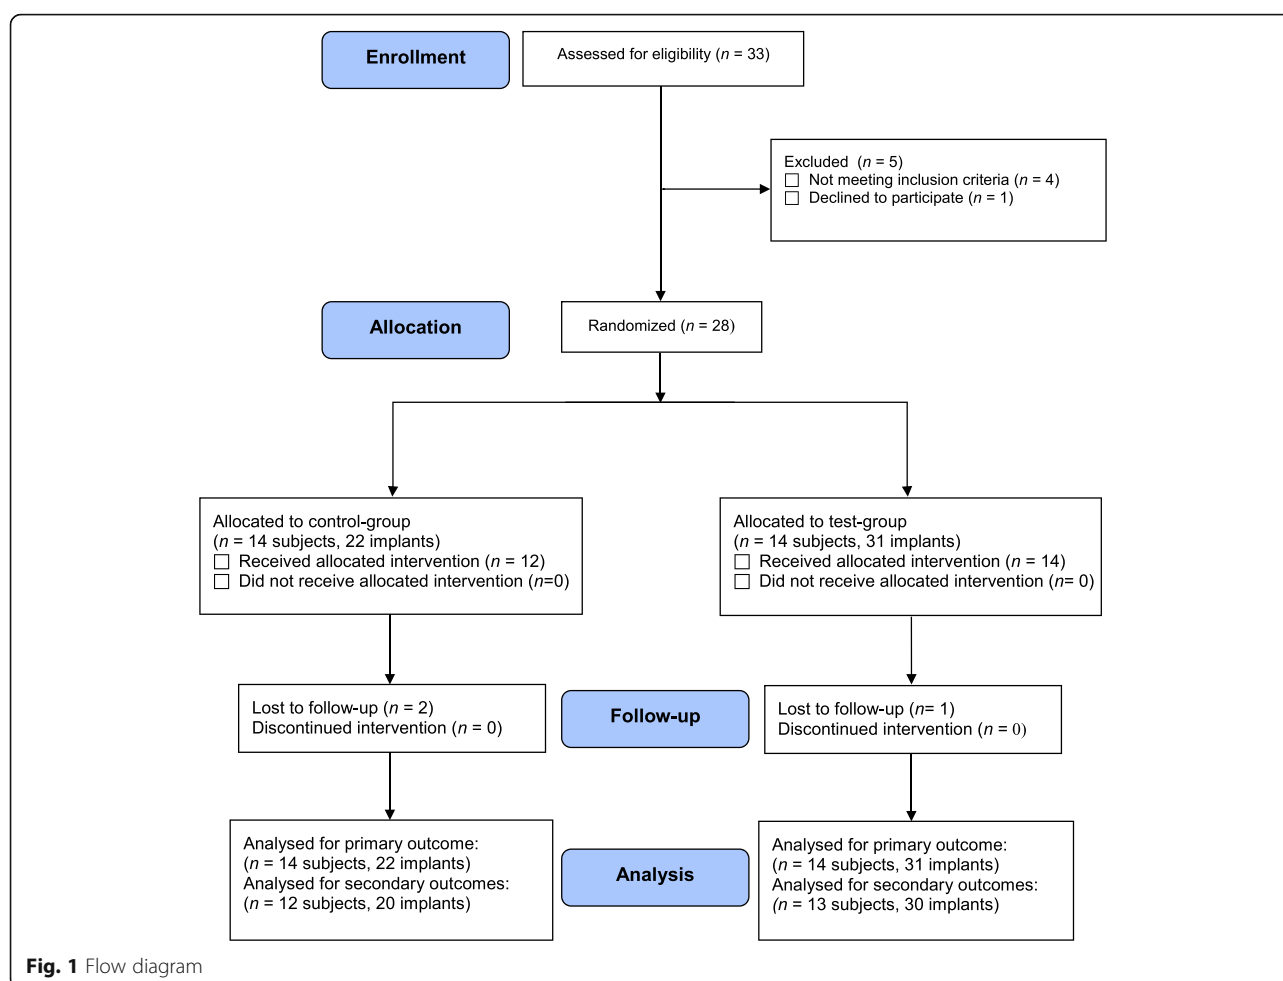 Enrollment
Assessed for eligibility (n = 33)
Excluded (n = 5)
☐ Not meeting inclusion criteria (n = 4)
☐ Declined to participate (n = 1)
Allocation
Randomized (n = 28)
Allocated to control-group
(n = 14 subjects, 22 implants)
☐ Received allocated intervention (n = 12)
☐ Did not receive allocated intervention (n=0)
Allocated to test-group
(n = 14 subjects, 31 implants)
☐ Received allocated intervention (n = 14)
☐ Did not receive allocated intervention (n= 0)
Lost to follow-up (n = 2)
Discontinued intervention (n = 0)
Follow-up
Lost to follow-up (n= 1)
Discontinued intervention (n = 0)
Analysed for primary outcome:
(n = 14 subjects, 22 implants)
Analysed for secondary outcomes:
(n = 12 subjects, 20 implants)
Analysis
Analysed for primary outcome:
(n = 14 subjects, 31 implants)
Analysed for secondary outcomes:
(n = 13 subjects, 30 implants)
Fig. 1 Flow diagram